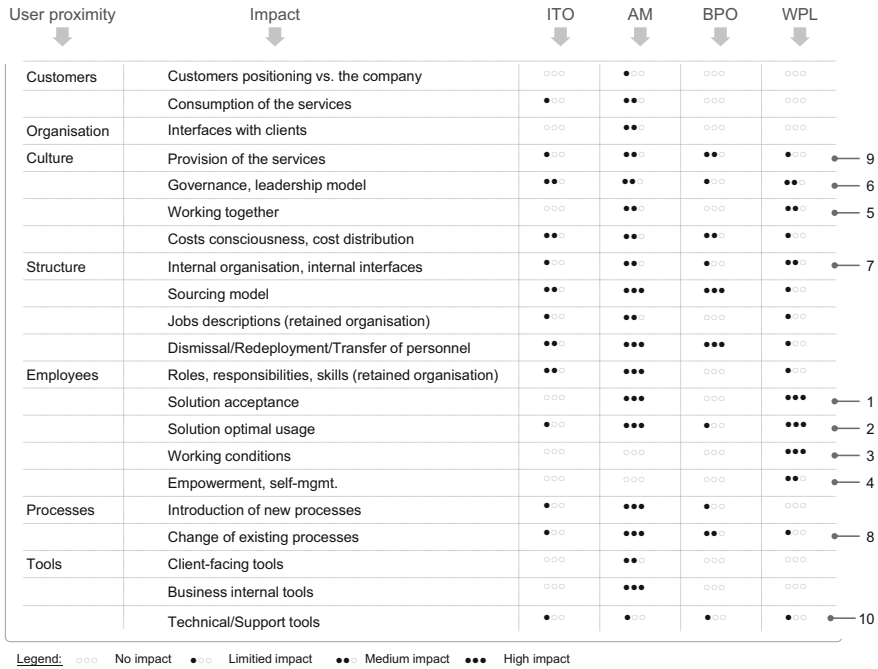 User proximity Impact ITO AM BPO WPL
Customers Customers positioning vs. the company
Consumption of the services
Organisation Interfaces with clients
Culture Provision of the services 9
Governance, leadership model 6
Working together 5
Costs consciousness, cost distribution
Structure Internal organisation, internal interfaces 7
Sourcing model
Jobs descriptions (retained organisation)
Dismissal/Redeployment/Transfer of personnel
Employees Roles, responsibilities, skills (retained organisation)
Solution acceptance 1
Solution optimal usage 2
Working conditions 3
Empowerment, self-mgmt. 4
Processes Introduction of new processes
Change of existing processes 8
Tools Client-facing tools
Business internal tools
Technical/Support tools 10
Legend: No impact Limitied impact Medium impact High impact